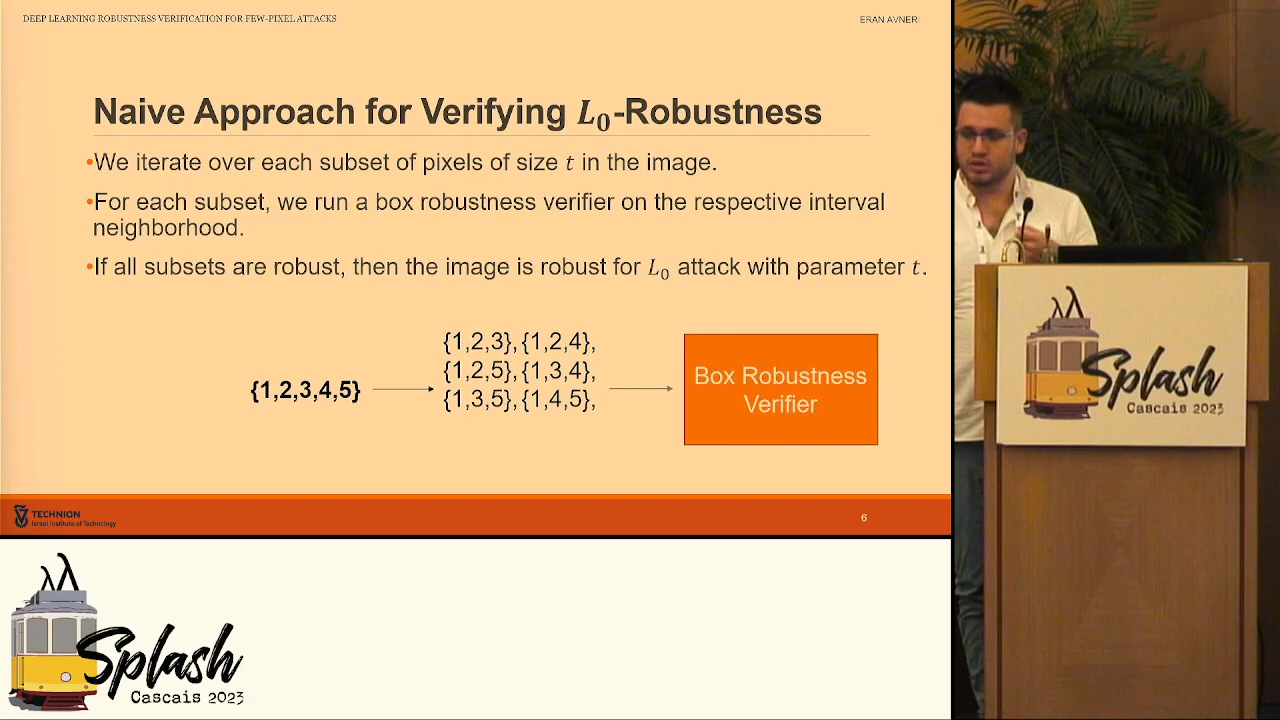 DEEP LEARNING ROBUSTNESS VERIFICATION FOR FEW-PIXEL ATTACKS
ERAN AVNERI
Naive Approach for Verifying L₀-Robustness
•We iterate over each subset of pixels of size t in the image.
•For each subset, we run a box robustness verifier on the respective interval
neighborhood.
•If all subsets are robust, then the image is robust for L₀ attack with parameter t.
{1,2,3,4,5}
{1,2,3}, {1,2,4},
{1,2,5}, {1,3,4},
{1,3,5}, {1,4,5},
Box Robustness
Verifier
TECHNION
Israel Institute of Technology
6
Splash
Cascais 2023
Splash
Cascais 2023